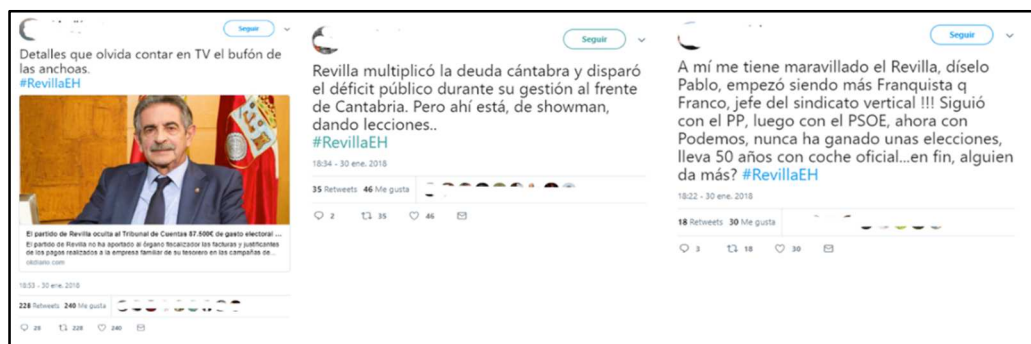 Seguir
Detalles que olvida contar en TV el bufón de
las anchoas.
#RevillaEH
El partido de Revilla oculta al Tribunal de Cuentas 87.500€ de gasto electoral ...
El partido de Revilla no ha aportado al órgano fiscalizador las facturas y justificantes
de los pagos realizados a la empresa familiar de su tesorero en las campañas de...
okdiario.com
18:53 - 30 ene. 2018
228 Retweets 240 Me gusta
28 228 240
Seguir
Revilla multiplicó la deuda cántabra y disparó
el déficit público durante su gestión al frente
de Cantabria. Pero ahí está, de showman,
dando lecciones..
#RevillaEH
18:34 - 30 ene. 2018
35 Retweets 46 Me gusta
2 35 46
Seguir
A mí me tiene maravillado el Revilla, díselo
Pablo, empezó siendo más Franquista q
Franco, jefe del sindicato vertical !!! Siguió
con el PP, luego con el PSOE, ahora con
Podemos, nunca ha ganado unas elecciones,
lleva 50 años con coche oficial...en fin, alguien
da más? #RevillaEH
18:22 - 30 ene. 2018
18 Retweets 30 Me gusta
3 18 30